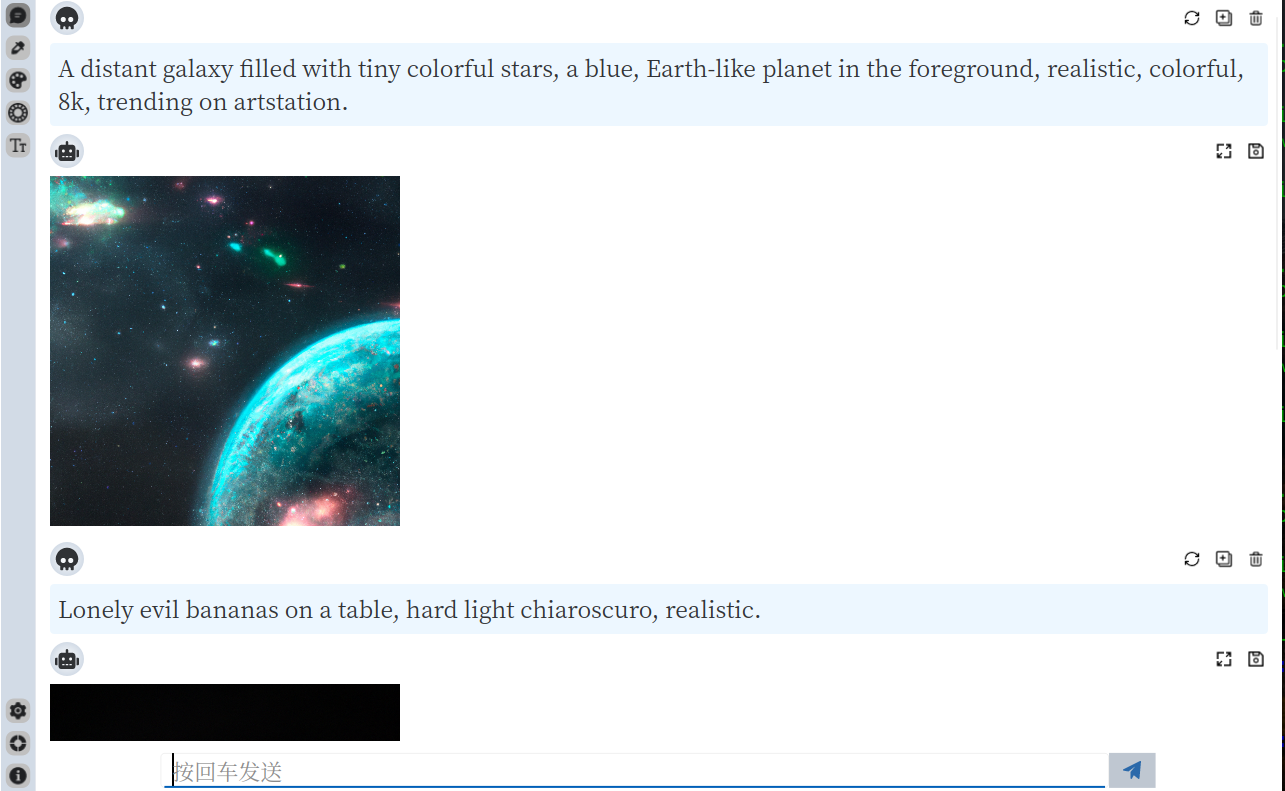 A distant galaxy filled with tiny colorful stars, a blue, Earth-like planet in the foreground, realistic, colorful,
8k, trending on artstation.
Tт
Lonely evil bananas on a table, hard light chiaroscuro, realistic.
按回车发送